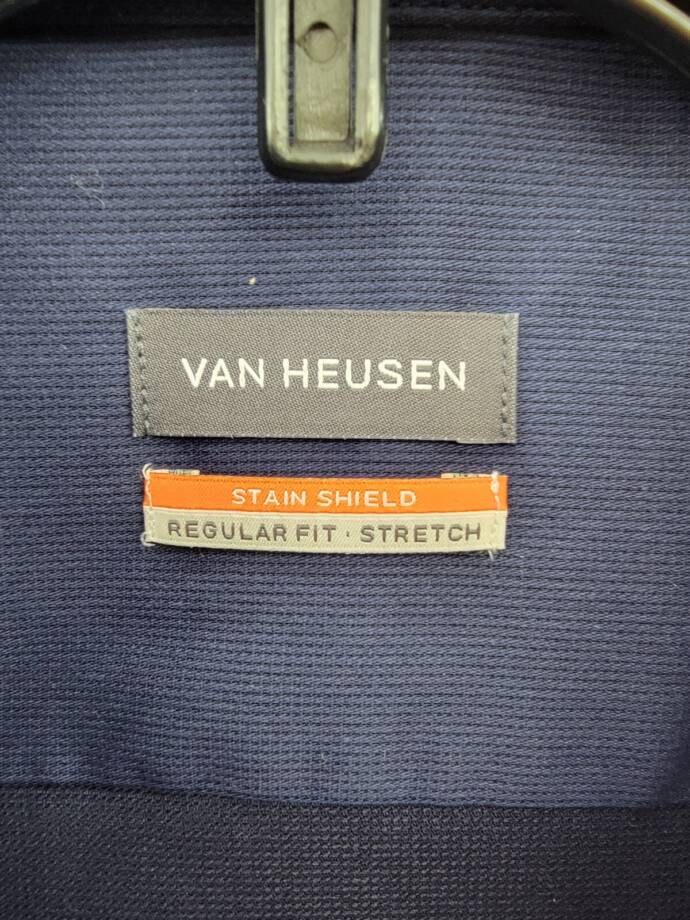 VAN HEUSEN
STAIN SHIELD
REGULAR FIT · STRETCH